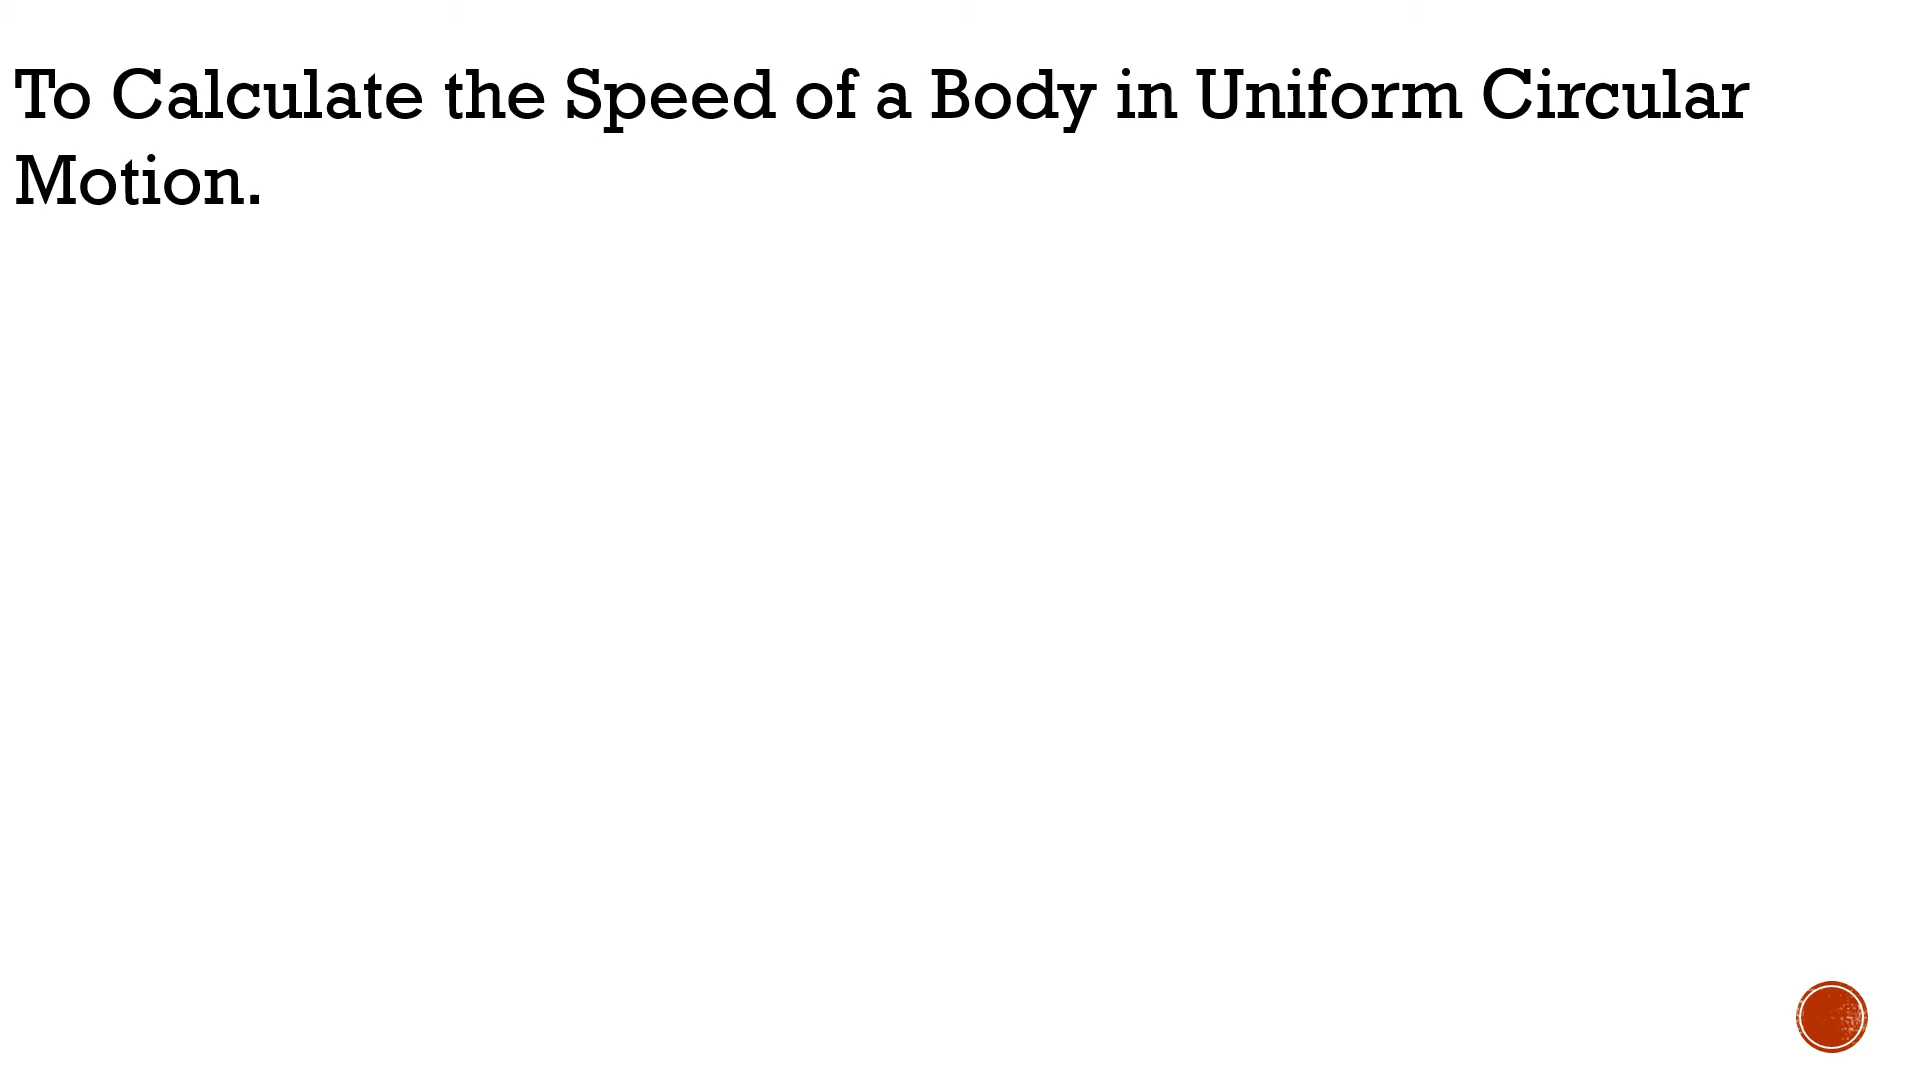 To Calculate the Speed of a Body in Uniform Circular
Motion.